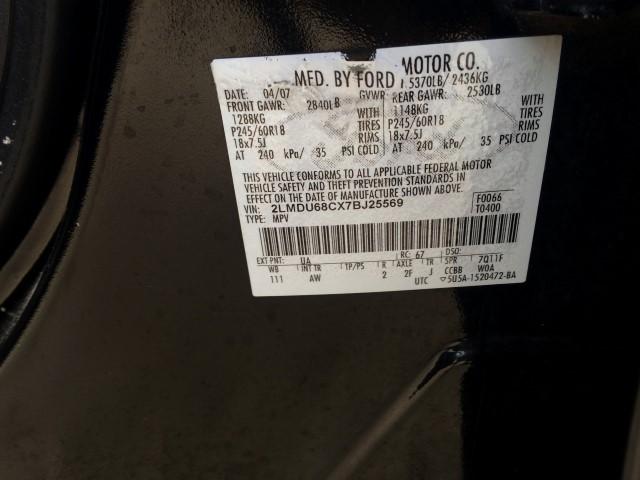 MFD. BY FORD MOTOR CO.
DATE: 04/07 GVWR: 5370LB/ 2436KG
FRONT GAWR: 2840LB REAR GAWR: 2530LB
1288KG WITH 1148KG WITH
P245/60R18 TIRES P245/60R18 TIRES
18x7.5J RIMS 18x7.5J RIMS
AT 240 kPa/ 35 PSI COLD AT 240 kPa/ 35 PSI COLD
THIS VEHICLE CONFORMS TO ALL APPLICABLE FEDERAL MOTOR
VEHICLE SAFETY AND THEFT PREVENTION STANDARDS IN
EFFECT ON THE DATE OF MANUFACTURE SHOWN ABOVE.
VIN: 2LMDU68CX7BJ25569 F0066
TYPE: MPV T0400
EXT PNT: UA RC: 67 DSO:
WB INT TR TP/PS R AXLE TR SPR 7Q11F
111 AW 2 2F J CCBB W0A
UTC ▽5U5A-1520472-BA